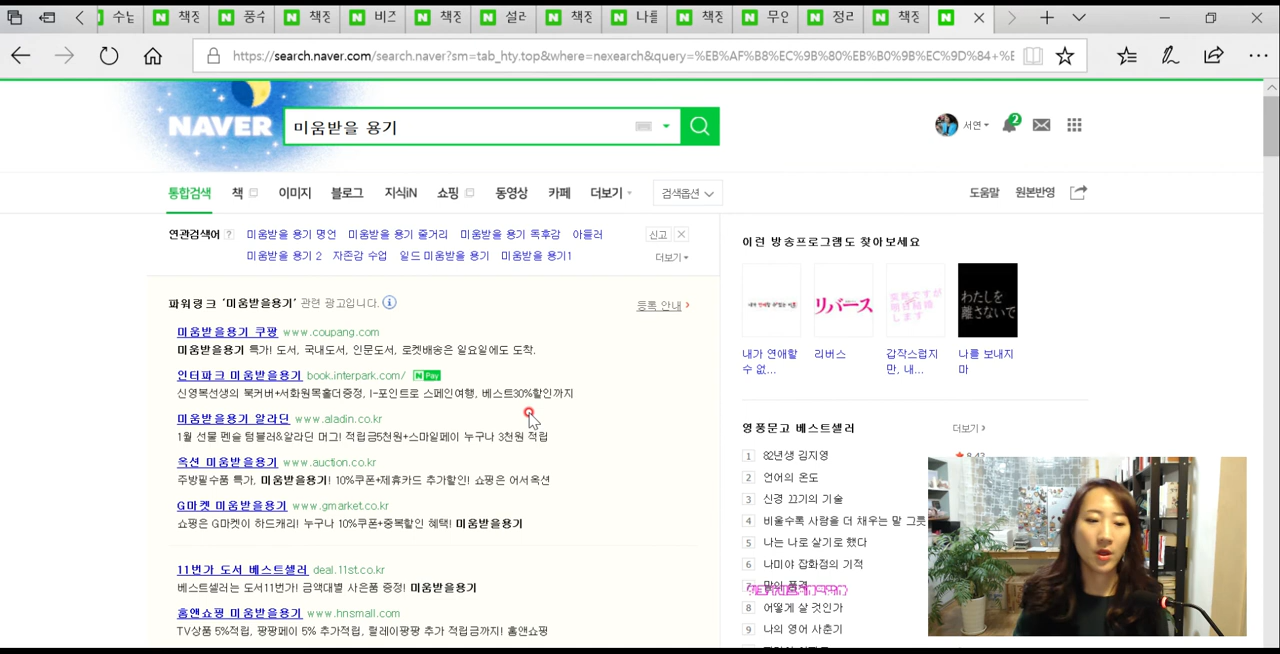 수납
책정
풍수
책정
비즈
책정
설러
책정
나를
책정
무인
정리
책정
https://search.naver.com/search.naver?sm=tab_hty.top&where=nexearch&query=%EB%AF%B8%EC%9B%80%EB%B0%9B%EC%9D%84+%E
NAVER
미움받을 용기
서연
2
통합검색 책 이미지 블로그 지식iN 쇼핑 동영상 카페 더보기 검색옵션
도움말 원본반영
연관검색어 ? 미움받을 용기 명언 미움받을 용기 줄거리 미움받을 용기 독후감 아들러 신고
미움받을 용기 2 자존감 수업 일드 미움받을 용기 미움받을 용기1 더보기
파워링크 '미움받을용기' 관련 광고입니다. 등록 안내
미움받을용기 쿠팡 www.coupang.com
미움받을용기 특가! 도서, 국내도서, 인문도서, 로켓배송은 일요일에도 도착.
인터파크 미움받을용기 book.interpark.com/ N Pay
신영복선생의 북커버+서화원목홀더증정, I-포인트로 스페인여행, 베스트30%할인까지
미움받을용기 알라딘 www.aladin.co.kr
1월 선물 펜슬 텀블러&알라딘 머그! 적립금5천원+스마일페이 누구나 3천원 적립
옥션 미움받을용기 www.auction.co.kr
주방필수품 특가, 미움받을용기! 10%쿠폰+제휴카드 추가할인! 쇼핑은 어서옥션
G마켓 미움받을용기 www.gmarket.co.kr
쇼핑은 G마켓이 하드캐리! 누구나 10%쿠폰+중복할인 혜택! 미움받을용기
11번가 도서 베스트셀러 deal.11st.co.kr
베스트셀러는 도서11번가! 금액대별 사은품 증정! 미움받을용기
홈앤쇼핑 미움받을용기 www.hnsmall.com
TV상품 5%적립, 팡팡페이 5% 추가적립, 릴레이팡팡 추가 적립금까지! 홈앤쇼핑
이런 방송프로그램도 찾아보세요
リバース
突然ですが
明日結婚
します
わたしを
離さないで
내가 연애할
수 없...
리버스
갑작스럽지
만, 내...
나를 보내지
마
영풍문고 베스트셀러 더보기
1 82년생 김지영
2 언어의 온도
3 신경 끄기의 기술
4 비울수록 사람을 더 채우는 말 그릇
5 나는 나로 살기로 했다
6 나미야 잡화점의 기적
7 말의 품격
8 어떻게 살 것인가
9 나의 영어 사춘기